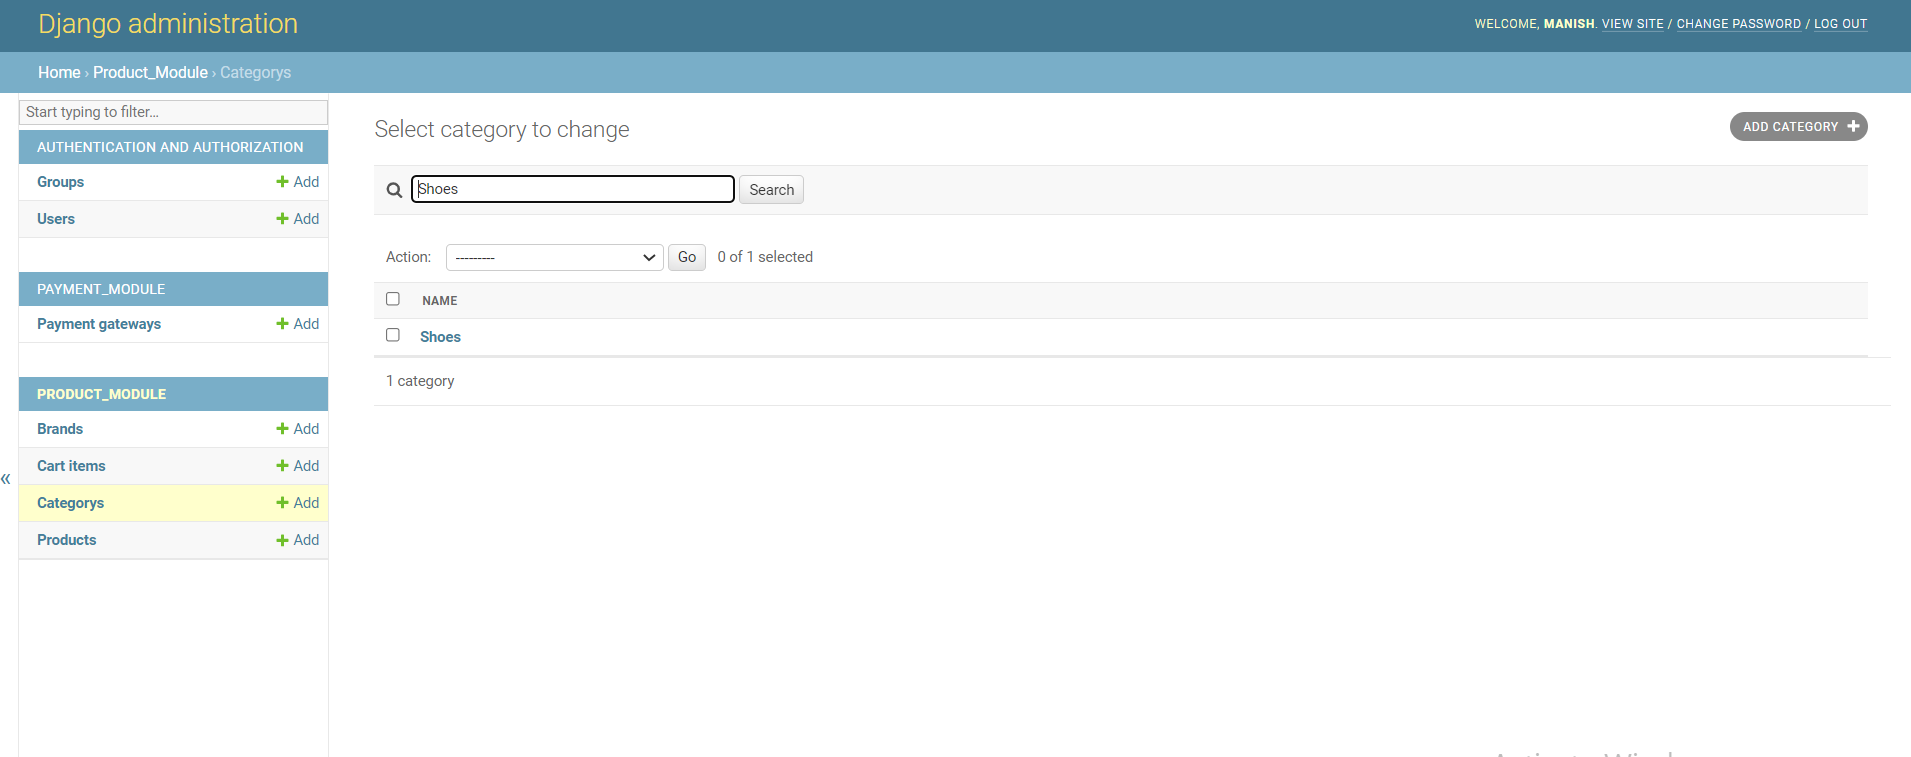 Django administration
WELCOME, MANISH. VIEW SITE / CHANGE PASSWORD / LOG OUT
Home › Product_Module › Categorys
Start typing to filter...
AUTHENTICATION AND AUTHORIZATION
Groups + Add
Users + Add
PAYMENT_MODULE
Payment gateways + Add
PRODUCT_MODULE
Brands + Add
Cart items + Add
Categorys + Add
Products + Add
«
Select category to change
ADD CATEGORY +
Shoes Search
Action: --------- Go 0 of 1 selected
NAME
Shoes
1 category